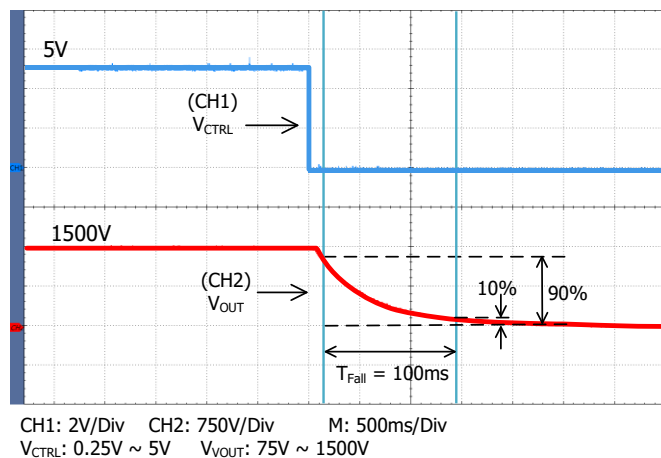 5V
(CH1)
VCTRL
CH1
1500V
(CH2)
VOUT
10%
90%
TFall = 100ms
CH1: 2V/Div CH2: 750V/Div M: 500ms/Div
VCTRL: 0.25V ~ 5V VVOUT: 75V ~ 1500V